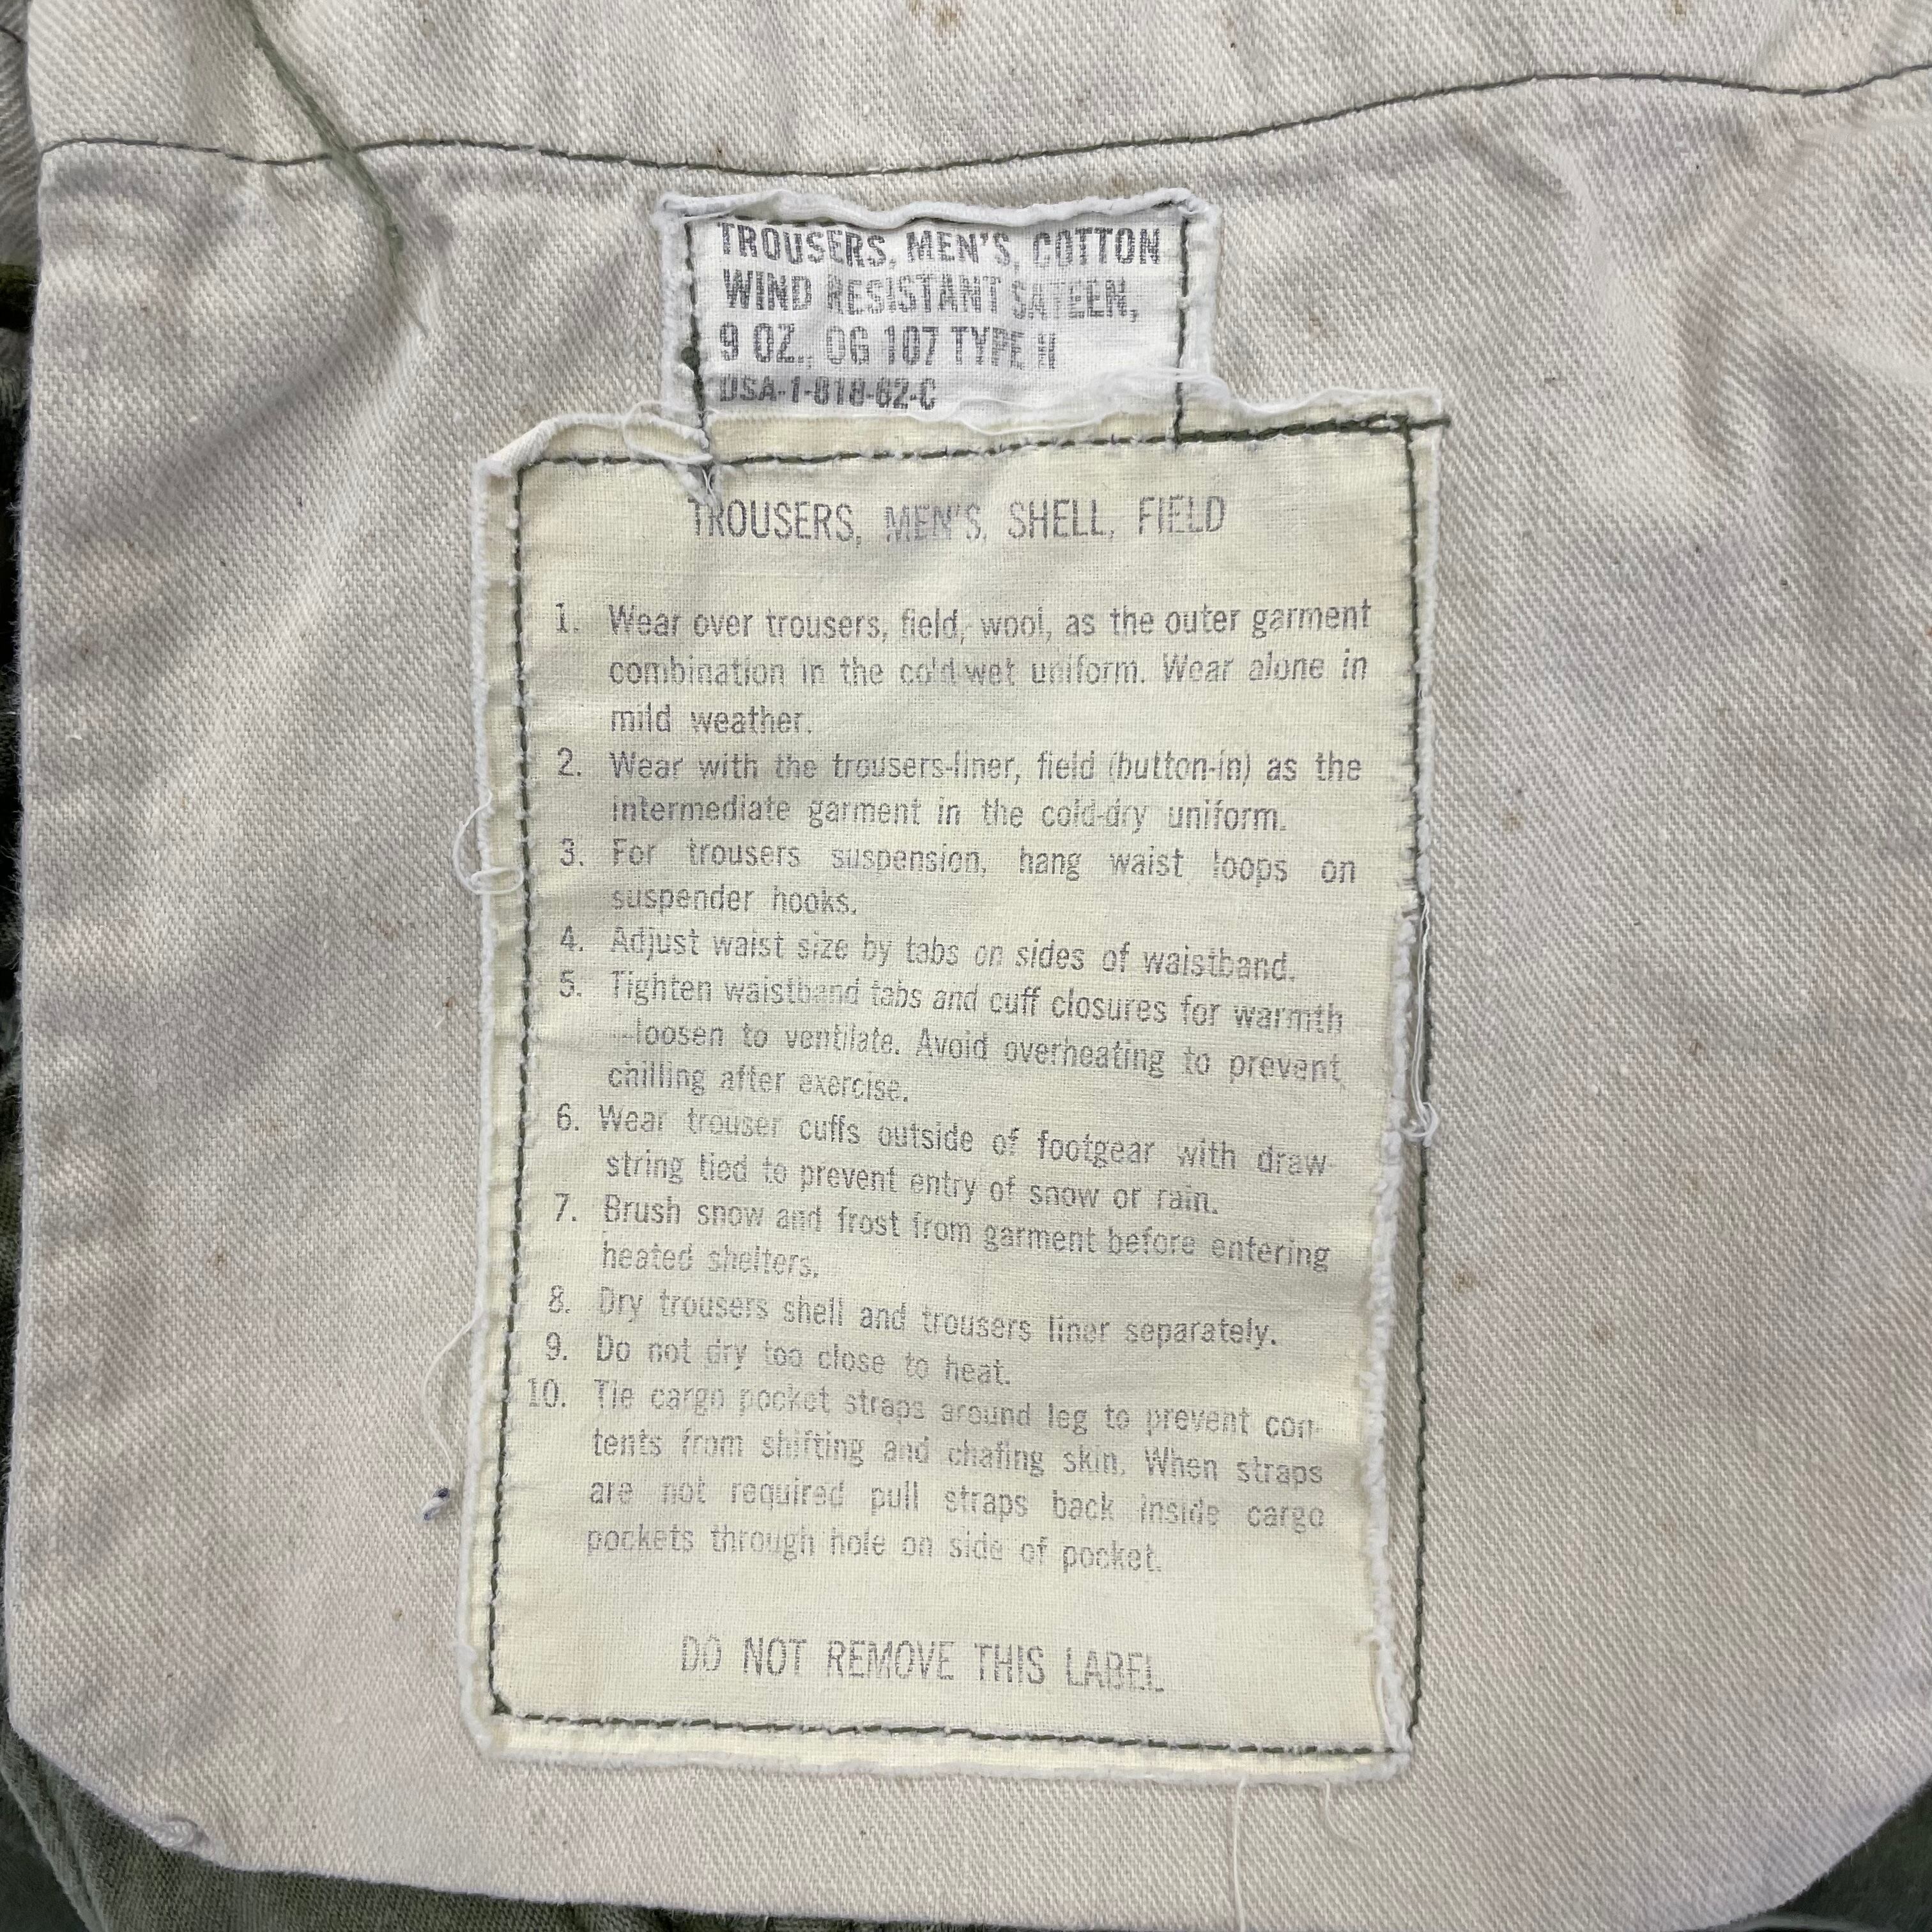 TROUSERS, MEN'S, COTTON
WIND RESISTANT SATEEN,
9 OZ., OG 107 TYPE II
DSA-1-818-62-C
TROUSERS, MEN'S, SHELL, FIELD
1. Wear over trousers, field, wool, as the outer garment
combination in the cold-wet uniform. Wear alone in
mild weather.
2. Wear with the trousers-liner, field (button-in) as the
intermediate garment in the cold-dry uniform.
3. For trousers suspension, hang waist loops on
suspender hooks.
4. Adjust waist size by tabs on sides of waistband.
5. Tighten waistband tabs and cuff closures for warmth
—loosen to ventilate. Avoid overheating to prevent
chilling after exercise.
6. Wear trouser cuffs outside of footgear with draw
string tied to prevent entry of snow or rain.
7. Brush snow and frost from garment before entering
heated shelters.
8. Dry trousers shell and trousers liner separately.
9. Do not dry too close to heat.
10. Tie cargo pocket straps around leg to prevent con-
tents from shifting and chafing skin. When straps
are not required pull straps back inside cargo
pockets through hole on side of pocket.
DO NOT REMOVE THIS LABEL